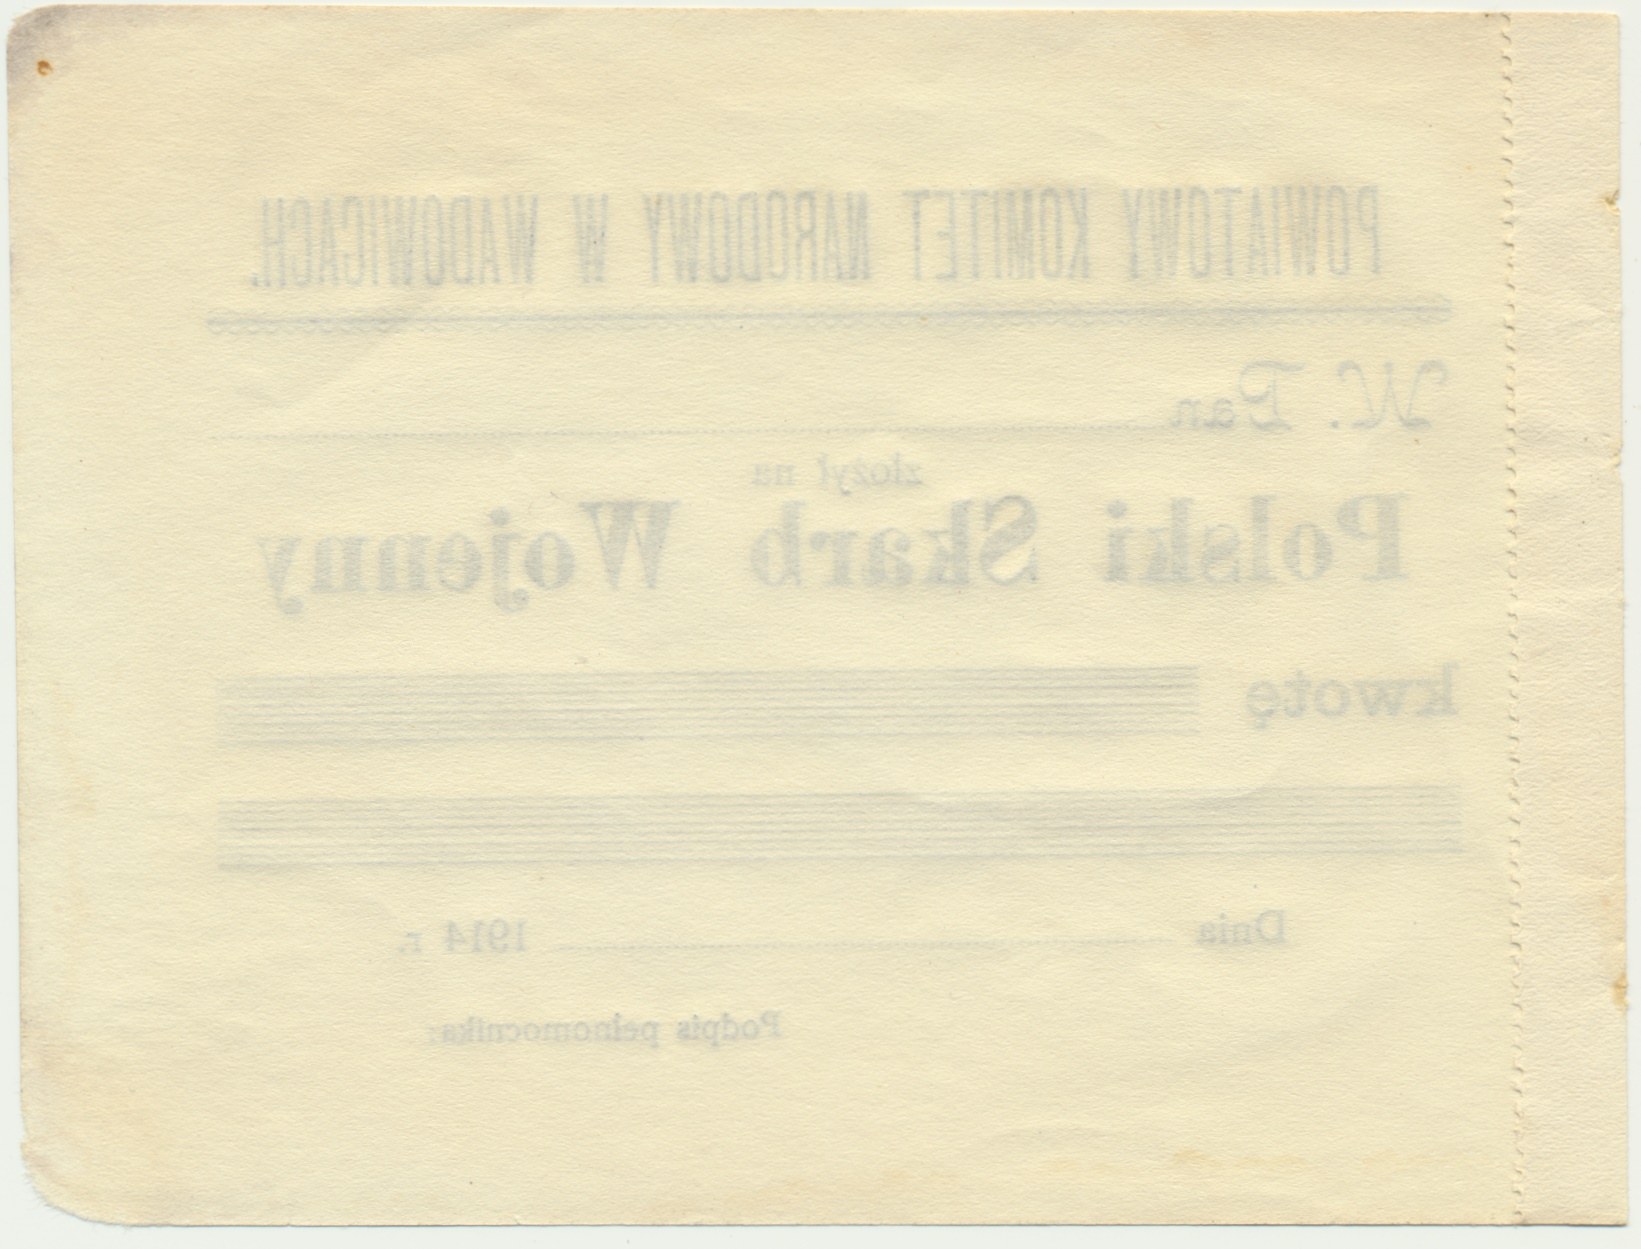 POWIATOWY KOMITET NARODOWY W WADOWICACH.
W. Pan
złożył na
Polski Skarb Wojenny
kwotę
Dnia 1914 r.
Podpis pełnomocnika: